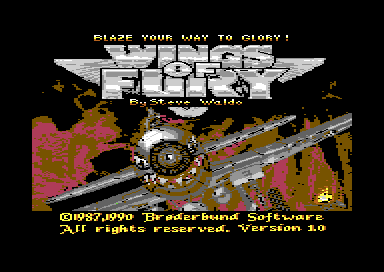 BLAZE YOUR WAY TO GLORY!
WINGS
OF
FURY
By Steve Waldo
©1987,1990 Brøderbund Software
All rights reserved. Version 1.0